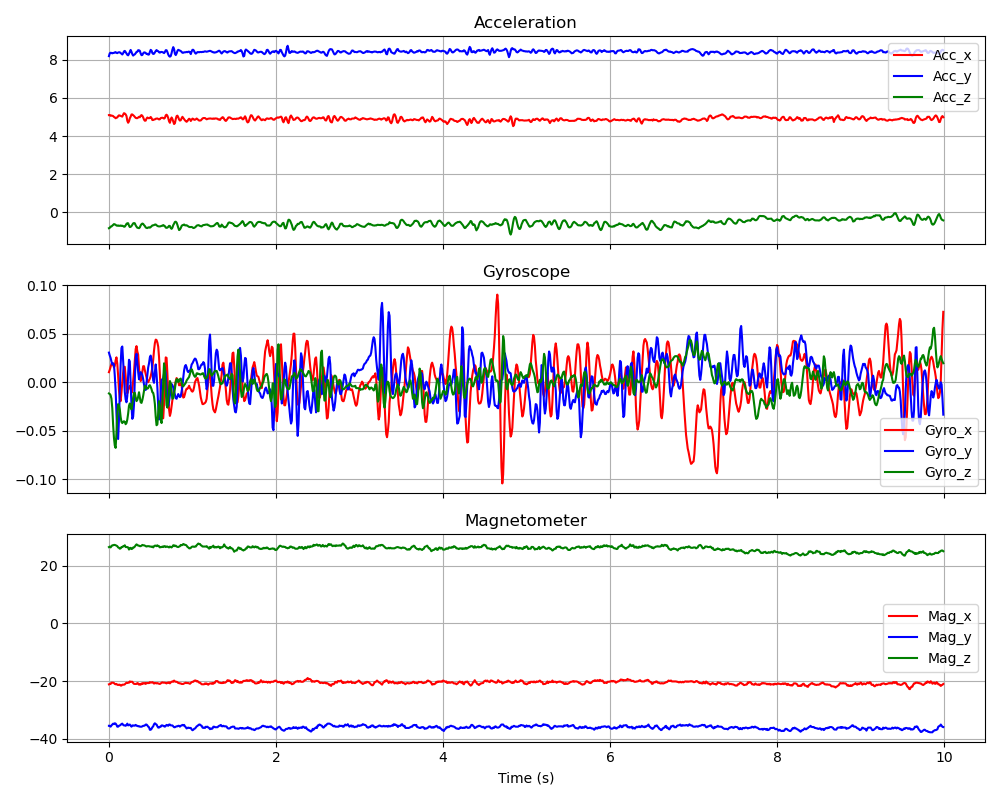 Acceleration
8
6
4
2
0
Acc_x
Acc_y
Acc_z
Gyroscope
0.10
0.05
0.00
−0.05
−0.10
Gyro_x
Gyro_y
Gyro_z
Magnetometer
20
0
−20
−40
Mag_x
Mag_y
Mag_z
0 2 4 6 8 10
Time (s)